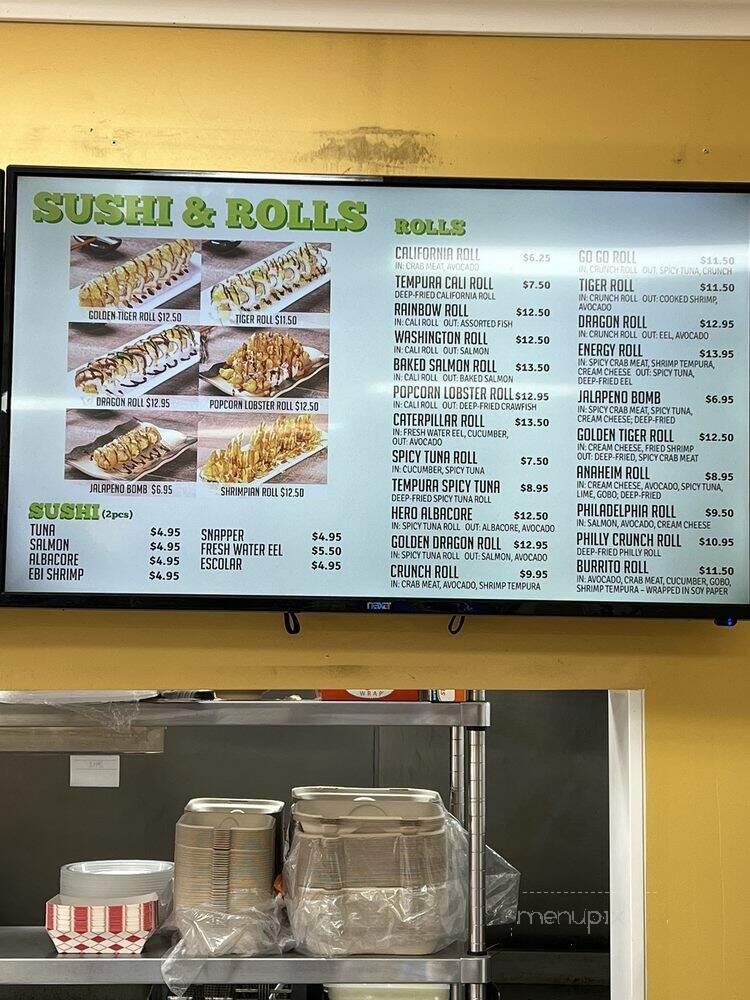 SUSHI & ROLLS
GOLDEN TIGER ROLL $12.50
TIGER ROLL $11.50
DRAGON ROLL $12.95
POPCORN LOBSTER ROLL $12.50
JALAPENO BOMB $6.95
SHRIMPIAN ROLL $12.50
SUSHI (2pcs)
TUNA $4.95
SALMON $4.95
ALBACORE $4.95
EBI SHRIMP $4.95
SNAPPER $4.95
FRESH WATER EEL $5.50
ESCOLAR $4.95
ROLLS
CALIFORNIA ROLL $6.25
IN: CRAB MEAT, AVOCADO
TEMPURA CALI ROLL $7.50
DEEP-FRIED CALIFORNIA ROLL
RAINBOW ROLL $12.50
IN: CALI ROLL OUT: ASSORTED FISH
WASHINGTON ROLL $12.50
IN: CALI ROLL OUT: SALMON
BAKED SALMON ROLL $13.50
IN: CALI ROLL OUT: BAKED SALMON
POPCORN LOBSTER ROLL $12.95
IN: CALI ROLL OUT: DEEP-FRIED CRAWFISH
CATERPILLAR ROLL $13.50
IN: FRESH WATER EEL, CUCUMBER,
OUT: AVOCADO
SPICY TUNA ROLL $7.50
IN: CUCUMBER, SPICY TUNA
TEMPURA SPICY TUNA $8.95
DEEP-FRIED SPICY TUNA ROLL
HERO ALBACORE $12.50
IN: SPICY TUNA ROLL OUT: ALBACORE, AVOCADO
GOLDEN DRAGON ROLL $12.95
IN: SPICY TUNA ROLL OUT: SALMON, AVOCADO
CRUNCH ROLL $9.95
IN: CRAB MEAT, AVOCADO, SHRIMP TEMPURA
GO GO ROLL $11.50
IN: CRUNCH ROLL OUT: SPICY TUNA, CRUNCH
TIGER ROLL $11.50
IN: CRUNCH ROLL OUT: COOKED SHRIMP,
AVOCADO
DRAGON ROLL $12.95
IN: CRUNCH ROLL OUT: EEL, AVOCADO
ENERGY ROLL $13.95
IN: SPICY CRAB MEAT, SHRIMP TEMPURA,
CREAM CHEESE OUT: SPICY TUNA,
DEEP-FRIED EEL
JALAPENO BOMB $6.95
IN: SPICY CRAB MEAT, SPICY TUNA,
CREAM CHEESE; DEEP-FRIED
GOLDEN TIGER ROLL $12.50
IN: CREAM CHEESE, FRIED SHRIMP
OUT: DEEP-FRIED, SPICY CRAB MEAT
ANAHEIM ROLL $8.95
IN: CREAM CHEESE, AVOCADO, SPICY TUNA,
LIME, GOBO; DEEP-FRIED
PHILADELPHIA ROLL $9.50
IN: SALMON, AVOCADO, CREAM CHEESE
PHILLY CRUNCH ROLL $10.95
DEEP-FRIED PHILLY ROLL
BURRITO ROLL $11.50
IN: AVOCADO, CRAB MEAT, CUCUMBER, GOBO,
SHRIMP TEMPURA – WRAPPED IN SOY PAPER
WRAP
menupix